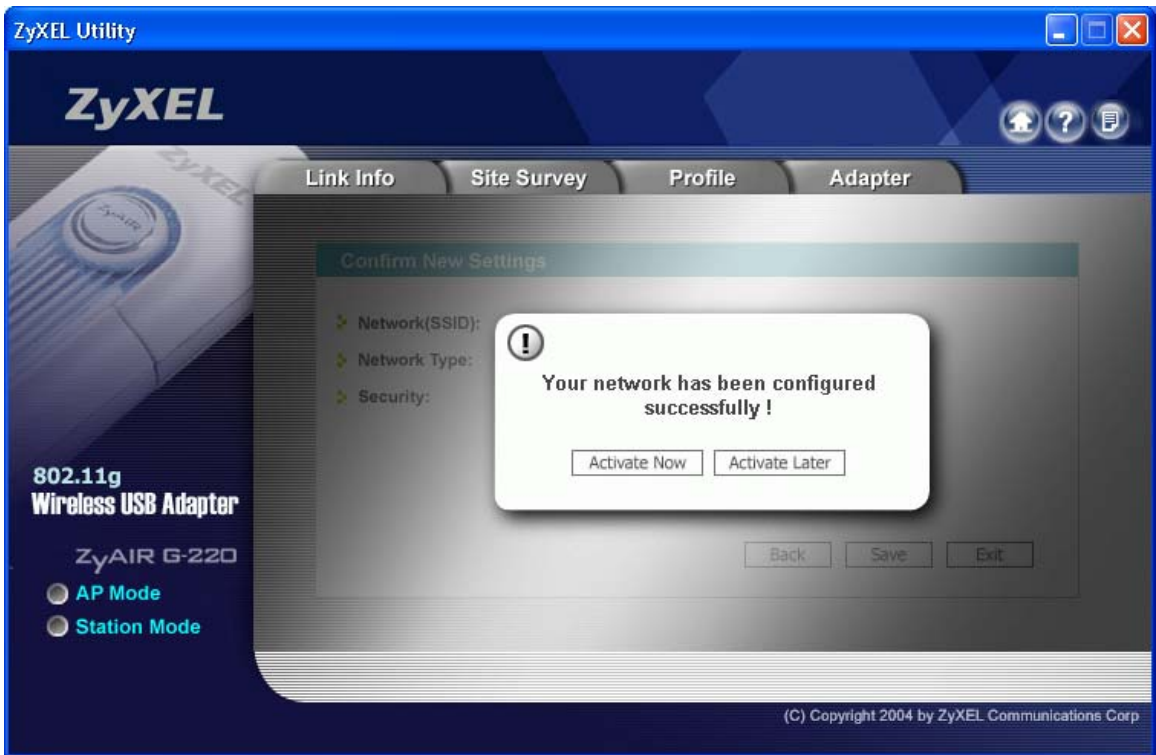 ZyXEL Utility
ZyXEL
ZyXEL
ZyAIR
Link Info
Site Survey
Profile
Adapter
Confirm New Settings
Network(SSID):
Network Type:
Security:
Your network has been configured
successfully !
Activate Now
Activate Later
Back
Save
Exit
802.11g
Wireless USB Adapter
ZyAIR G-220
AP Mode
Station Mode
(C) Copyright 2004 by ZyXEL Communications Corp